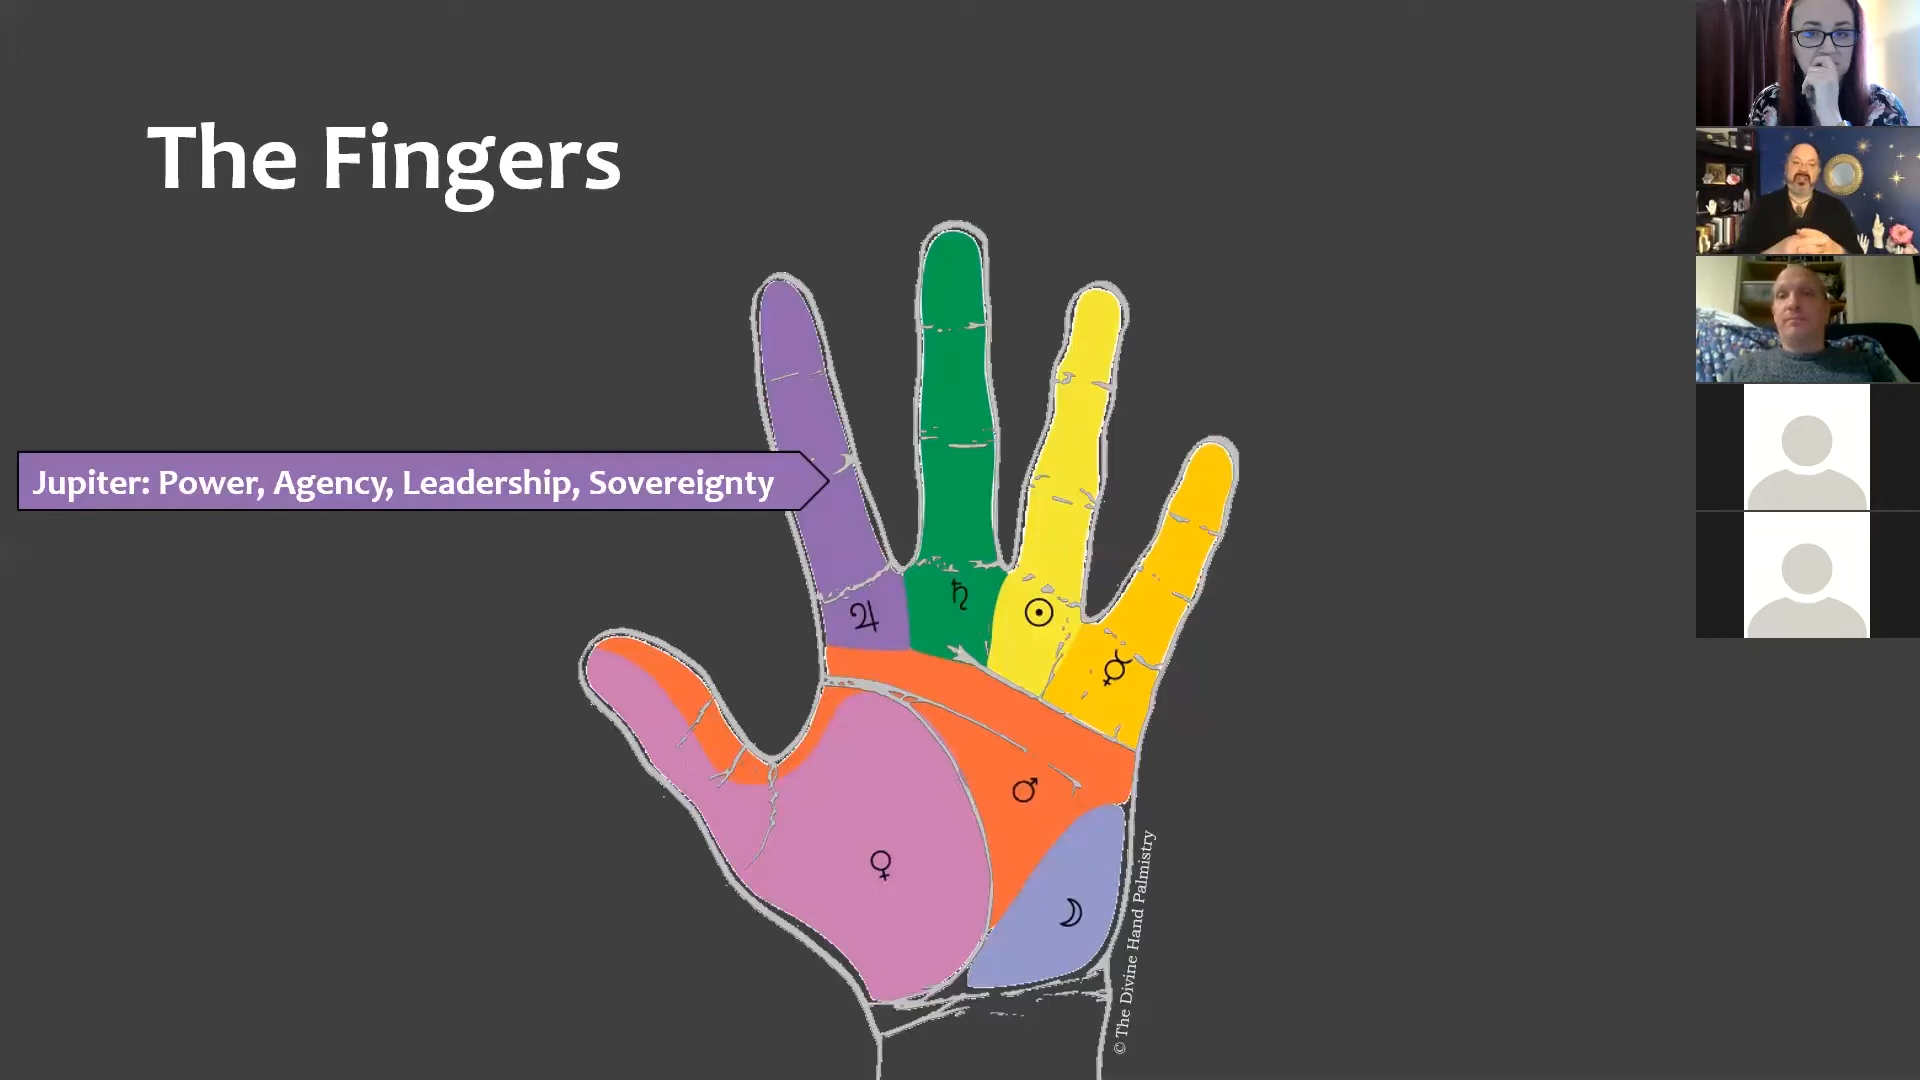 The Fingers
Jupiter: Power, Agency, Leadership, Sovereignty
♃
♄
☉
☿
♂
♀
☽
© The Divine Hand Palmistry